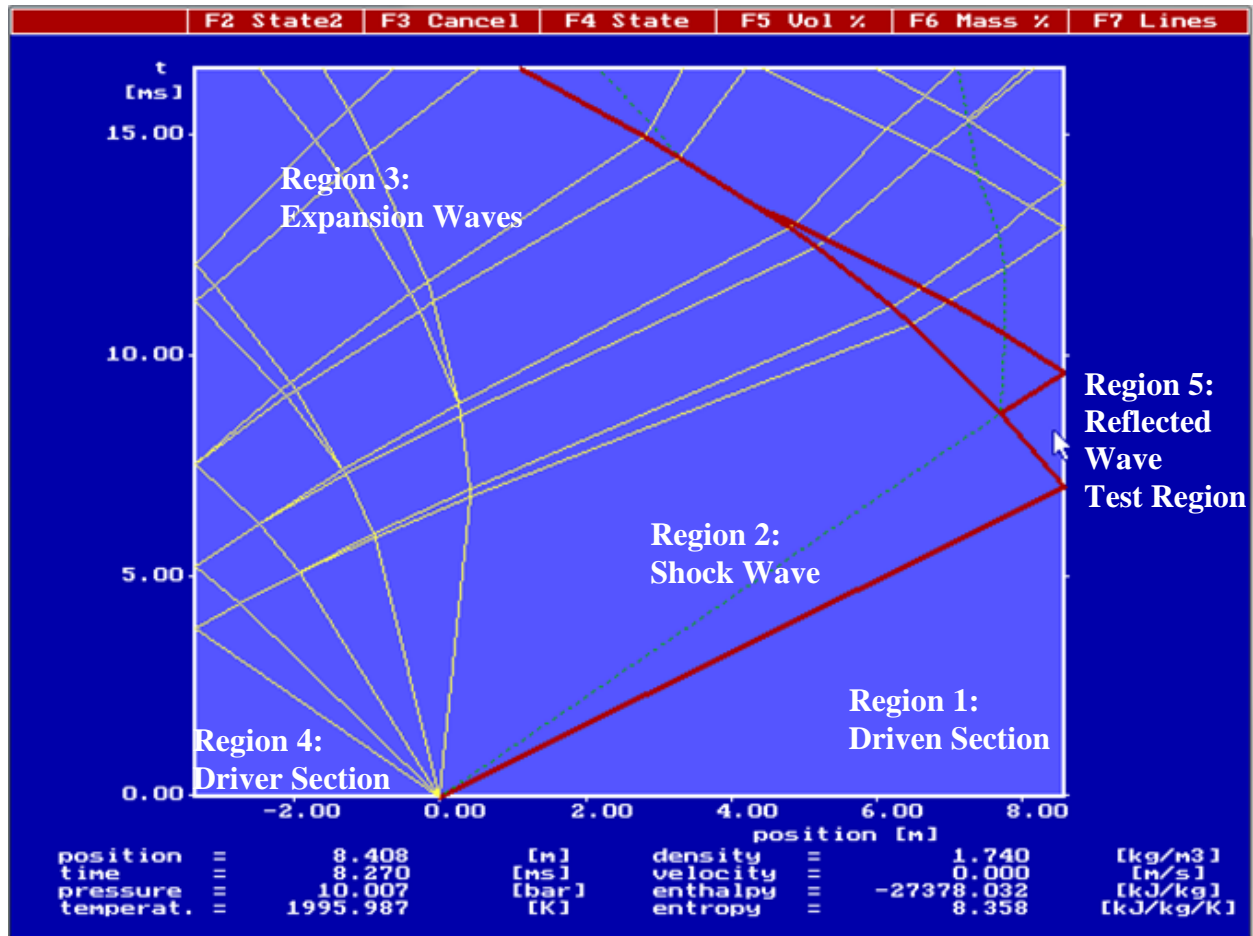 F2 State2 F3 Cancel F4 State F5 Vol % F6 Mass % F7 Lines
t
[ms]
15.00
10.00
5.00
0.00
Region 3:
Expansion Waves
Region 5:
Reflected
Wave
Test Region
Region 2:
Shock Wave
Region 1:
Driven Section
Region 4:
Driver Section
-2.00 0.00 2.00 4.00 6.00 8.00
position [m]
position = 8.408 [m] density = 1.740 [kg/m3]
time = 8.270 [ms] velocity = 0.000 [m/s]
pressure = 10.007 [bar] enthalpy = -27378.032 [kJ/kg]
temperat. = 1995.987 [K] entropy = 8.358 [kJ/kg/K]